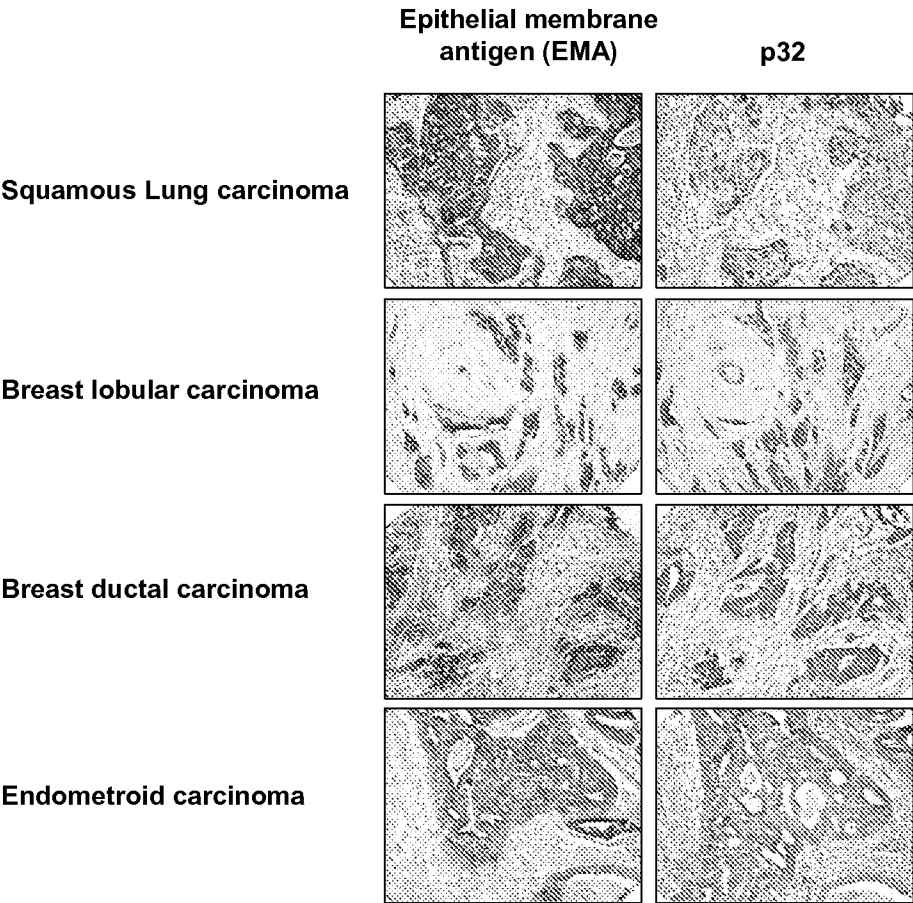 Epithelial membrane
antigen (EMA)
p32
Squamous Lung carcinoma
Breast lobular carcinoma
Breast ductal carcinoma
Endometroid carcinoma